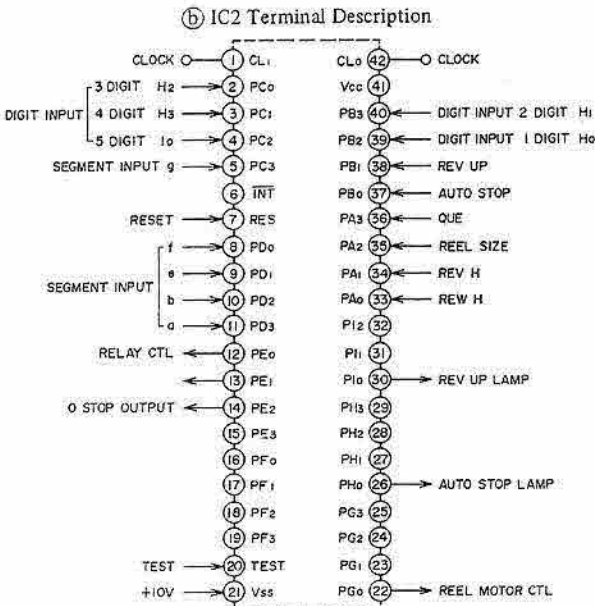 ⓑ IC2 Terminal Description
CLOCK 1 CL1 CL0 42 CLOCK
3 DIGIT H2 2 PC0 Vcc 41
DIGIT INPUT 4 DIGIT H3 3 PC1 PB3 40 DIGIT INPUT 2 DIGIT H1
5 DIGIT I0 4 PC2 PB2 39 DIGIT INPUT 1 DIGIT H0
SEGMENT INPUT g 5 PC3 PB1 38 REV UP
6 INT PB0 37 AUTO STOP
RESET 7 RES PA3 36 QUE
f 8 PD0 PA2 35 REEL SIZE
SEGMENT INPUT e 9 PD1 PA1 34 REV H
b 10 PD2 PA0 33 REW H
a 11 PD3 PI2 32
RELAY CTL 12 PE0 PI1 31
13 PE1 PI0 30 REV UP LAMP
0 STOP OUTPUT 14 PE2 PH3 29
15 PE3 PH2 28
16 PF0 PH1 27
17 PF1 PH0 26 AUTO STOP LAMP
18 PF2 PG3 25
19 PF3 PG2 24
TEST 20 TEST PG1 23
+10V 21 Vss PG0 22 REEL MOTOR CTL